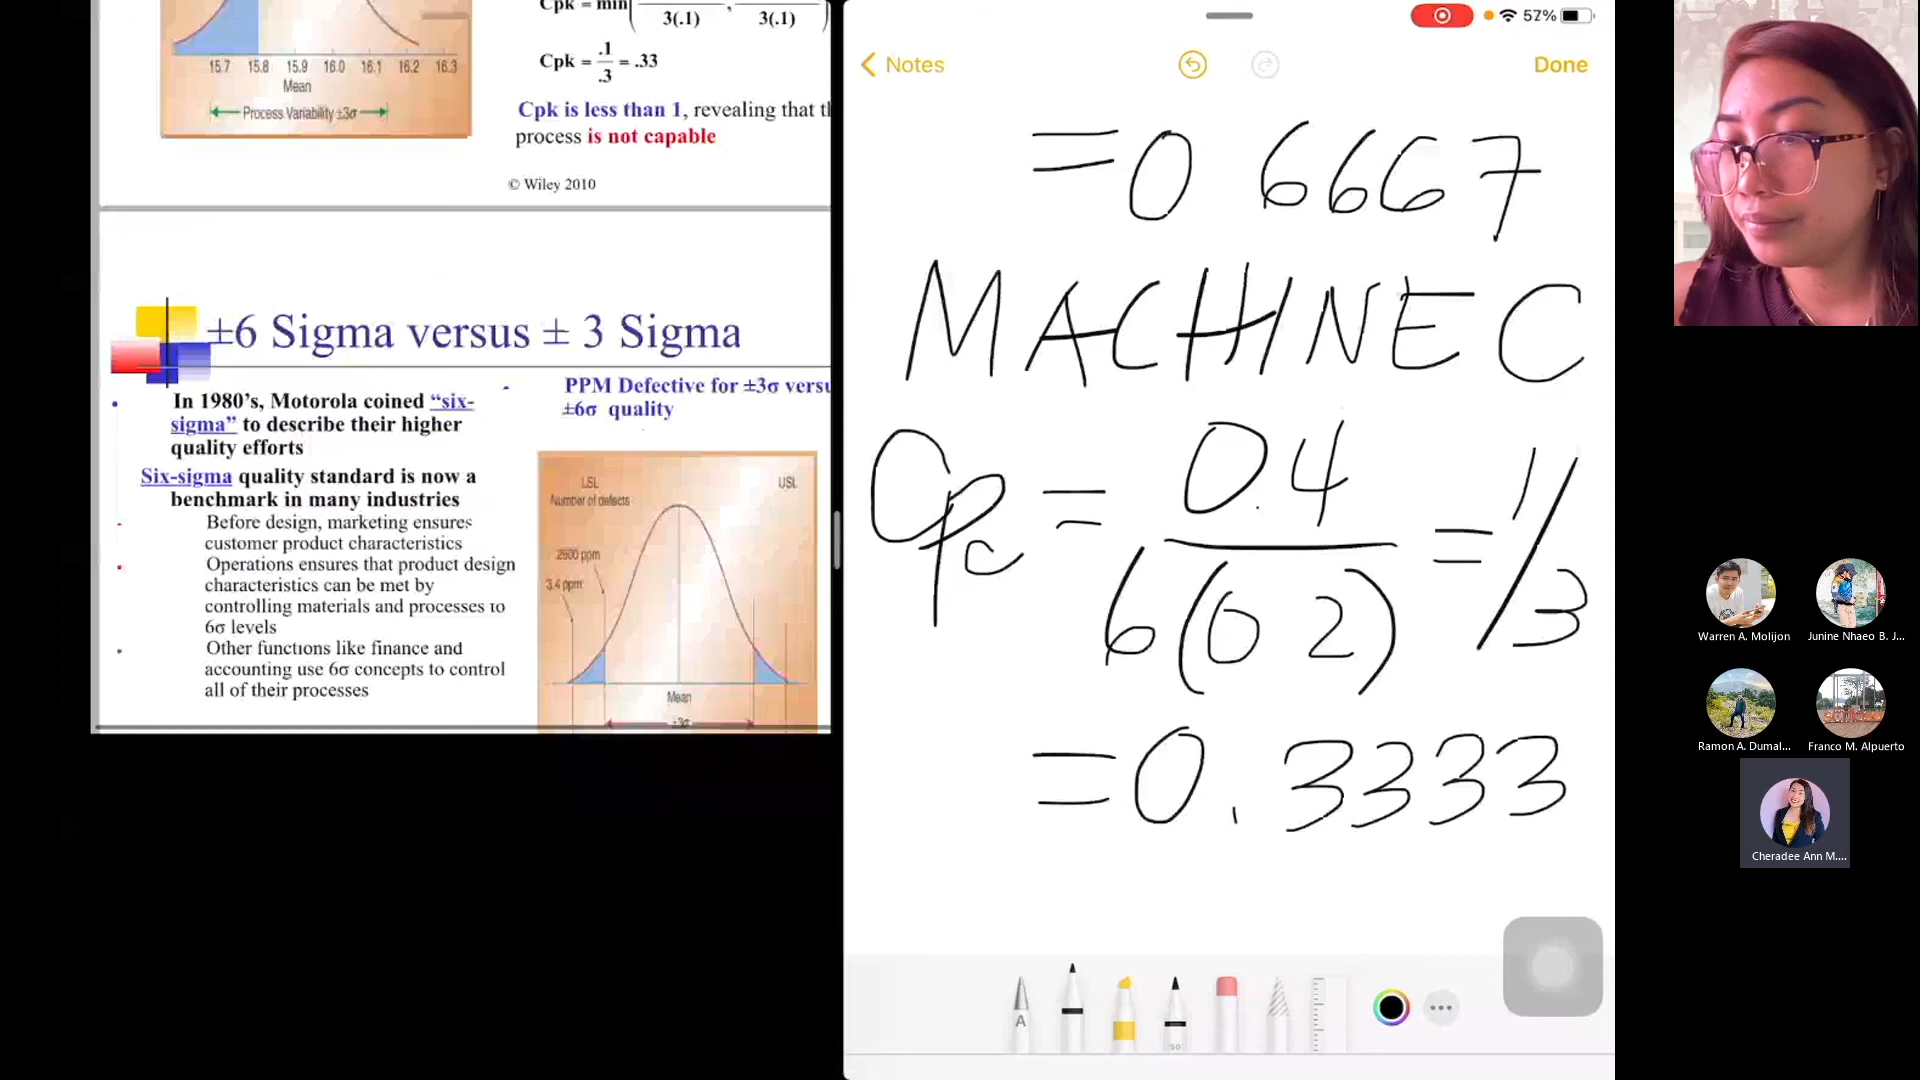 Cpk = min( 3(.1) , 3(.1) )
15.7 15.8 15.9 16.0 16.1 16.2 16.3
Mean
Process Variability ±3σ
Cpk = .1/.3 = .33
Cpk is less than 1, revealing that
process is not capable
© Wiley 2010
±6 Sigma versus ± 3 Sigma
In 1980's, Motorola coined "six-
sigma" to describe their higher
quality efforts
Six-sigma quality standard is now a
benchmark in many industries
Before design, marketing ensures
customer product characteristics
Operations ensures that product design
characteristics can be met by
controlling materials and processes to
6σ levels
Other functions like finance and
accounting use 6σ concepts to control
all of their processes
PPM Defective for ±3σ versu
±6σ quality
LSL
USL
Number of defects
2600 ppm
3.4 ppm
Mean
±3σ
57%
Notes
Done
=0 6667
MACHINE C
Cpc = 0.4 / 6(0 2) = 1/3
=0.3333
A
50
Warren A. Molijon
Junine Nhaeo B. J...
Ramon A. Dumal...
Franco M. Alpuerto
Cheradee Ann M....